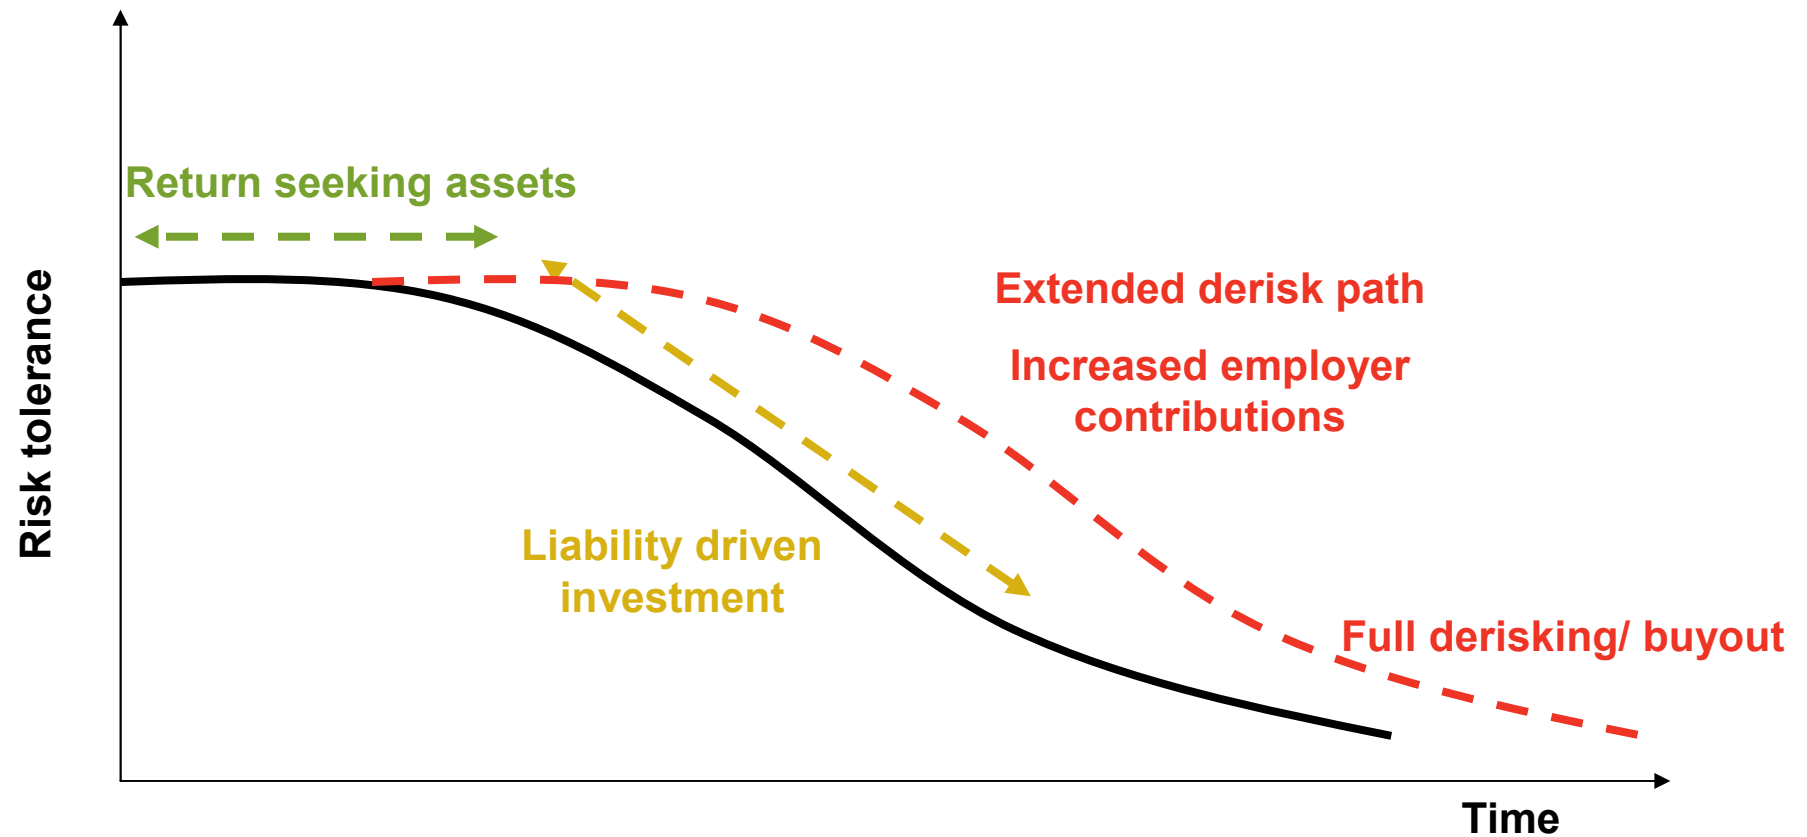 Return seeking assets
Extended derisk path
Increased employer
contributions
Risk tolerance
Liability driven
investment
Full derisking/ buyout
Time